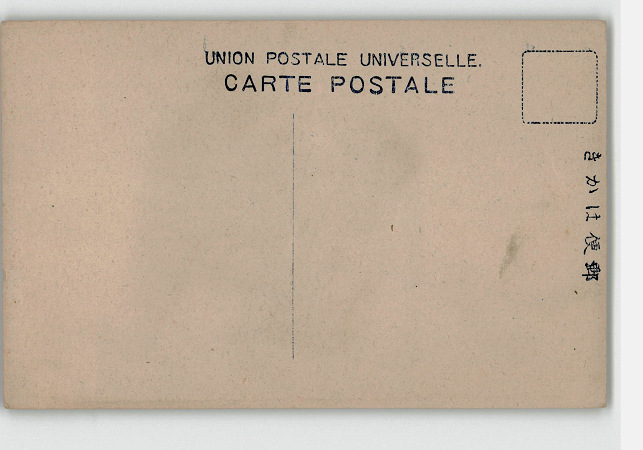 UNION POSTALE UNIVERSELLE.
CARTE POSTALE
きかは便郵